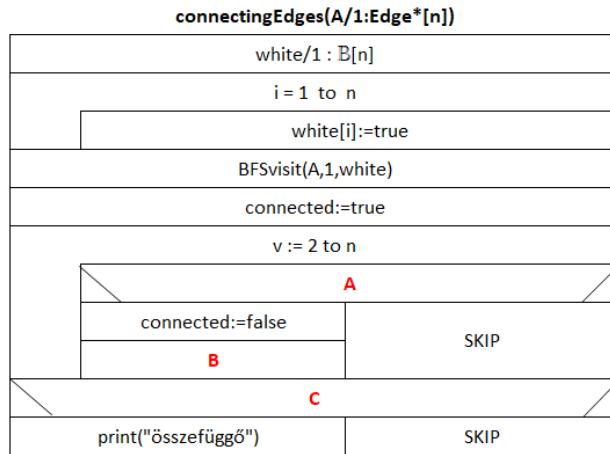 connectingEdges(A/1:Edge*[n])
white/1 : 𝔹[n]
i = 1 to n
white[i]:=true
BFSvisit(A,1,white)
connected:=true
v := 2 to n
A
connected:=false
SKIP
B
C
print("összefüggő")
SKIP